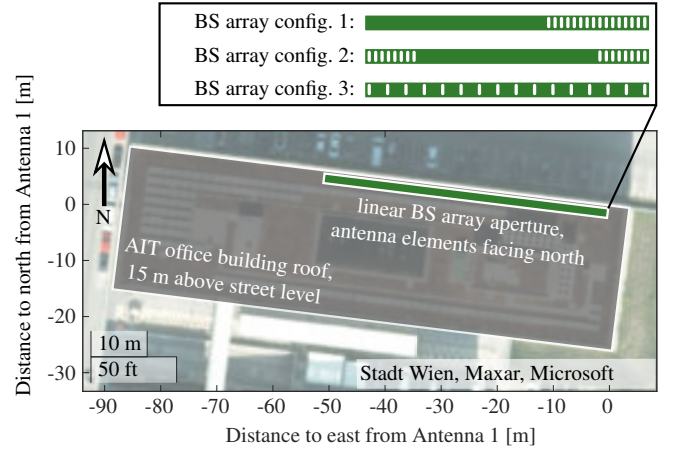 BS array config. 1:
BS array config. 2:
BS array config. 3:
Distance to north from Antenna 1 [m]
10
0
-10
-20
-30
N
linear BS array aperture,
antenna elements facing north
AIT office building roof,
15 m above street level
10 m
50 ft
Stadt Wien, Maxar, Microsoft
-90 -80 -70 -60 -50 -40 -30 -20 -10 0
Distance to east from Antenna 1 [m]